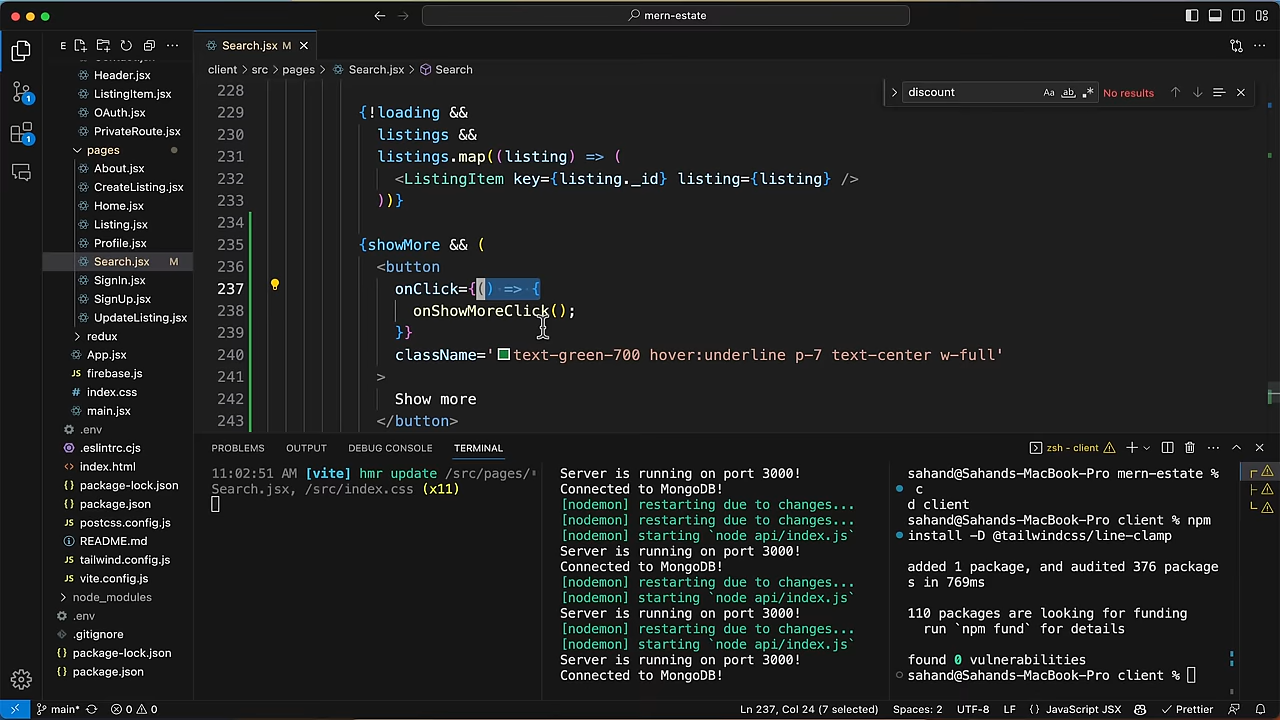 mern-estate
E
Search.jsx M
client > src > pages > Search.jsx > Search
Header.jsx
ListingItem.jsx
OAuth.jsx
PrivateRoute.jsx
pages
About.jsx
CreateListing.jsx
Home.jsx
Listing.jsx
Profile.jsx
Search.jsx M
SignIn.jsx
SignUp.jsx
UpdateListing.jsx
redux
App.jsx
JS firebase.js
index.css
main.jsx
.env
.eslintrc.cjs
index.html
package-lock.json
package.json
JS postcss.config.js
README.md
JS tailwind.config.js
JS vite.config.js
node_modules
.env
.gitignore
package-lock.json
package.json
discount
Aa ab
No results
228
229 {!loading &&
230 listings &&
231 listings.map((listing) => (
232 <ListingItem key={listing._id} listing={listing} />
233 ))}
234
235 {showMore && (
236 <button
237 onClick={() => {
238 onShowMoreClick();
239 }}
240 className='text-green-700 hover:underline p-7 text-center w-full'
241 >
242 Show more
243 </button>
PROBLEMS OUTPUT DEBUG CONSOLE TERMINAL
zsh - client
11:02:51 AM [vite] hmr update /src/pages/
Search.jsx, /src/index.css (x11)
Server is running on port 3000!
Connected to MongoDB!
[nodemon] restarting due to changes...
[nodemon] restarting due to changes...
[nodemon] starting `node api/index.js`
Server is running on port 3000!
Connected to MongoDB!
[nodemon] restarting due to changes...
[nodemon] starting `node api/index.js`
Server is running on port 3000!
[nodemon] restarting due to changes...
[nodemon] starting `node api/index.js`
Server is running on port 3000!
Connected to MongoDB!
sahand@Sahands-MacBook-Pro mern-estate %
c
d client
sahand@Sahands-MacBook-Pro client % npm
install -D @tailwindcss/line-clamp
added 1 package, and audited 376 package
s in 769ms
110 packages are looking for funding
run `npm fund` for details
found 0 vulnerabilities
sahand@Sahands-MacBook-Pro client %
main* 0 0
Ln 237, Col 24 (7 selected) Spaces: 2 UTF-8 LF {} JavaScript JSX Prettier